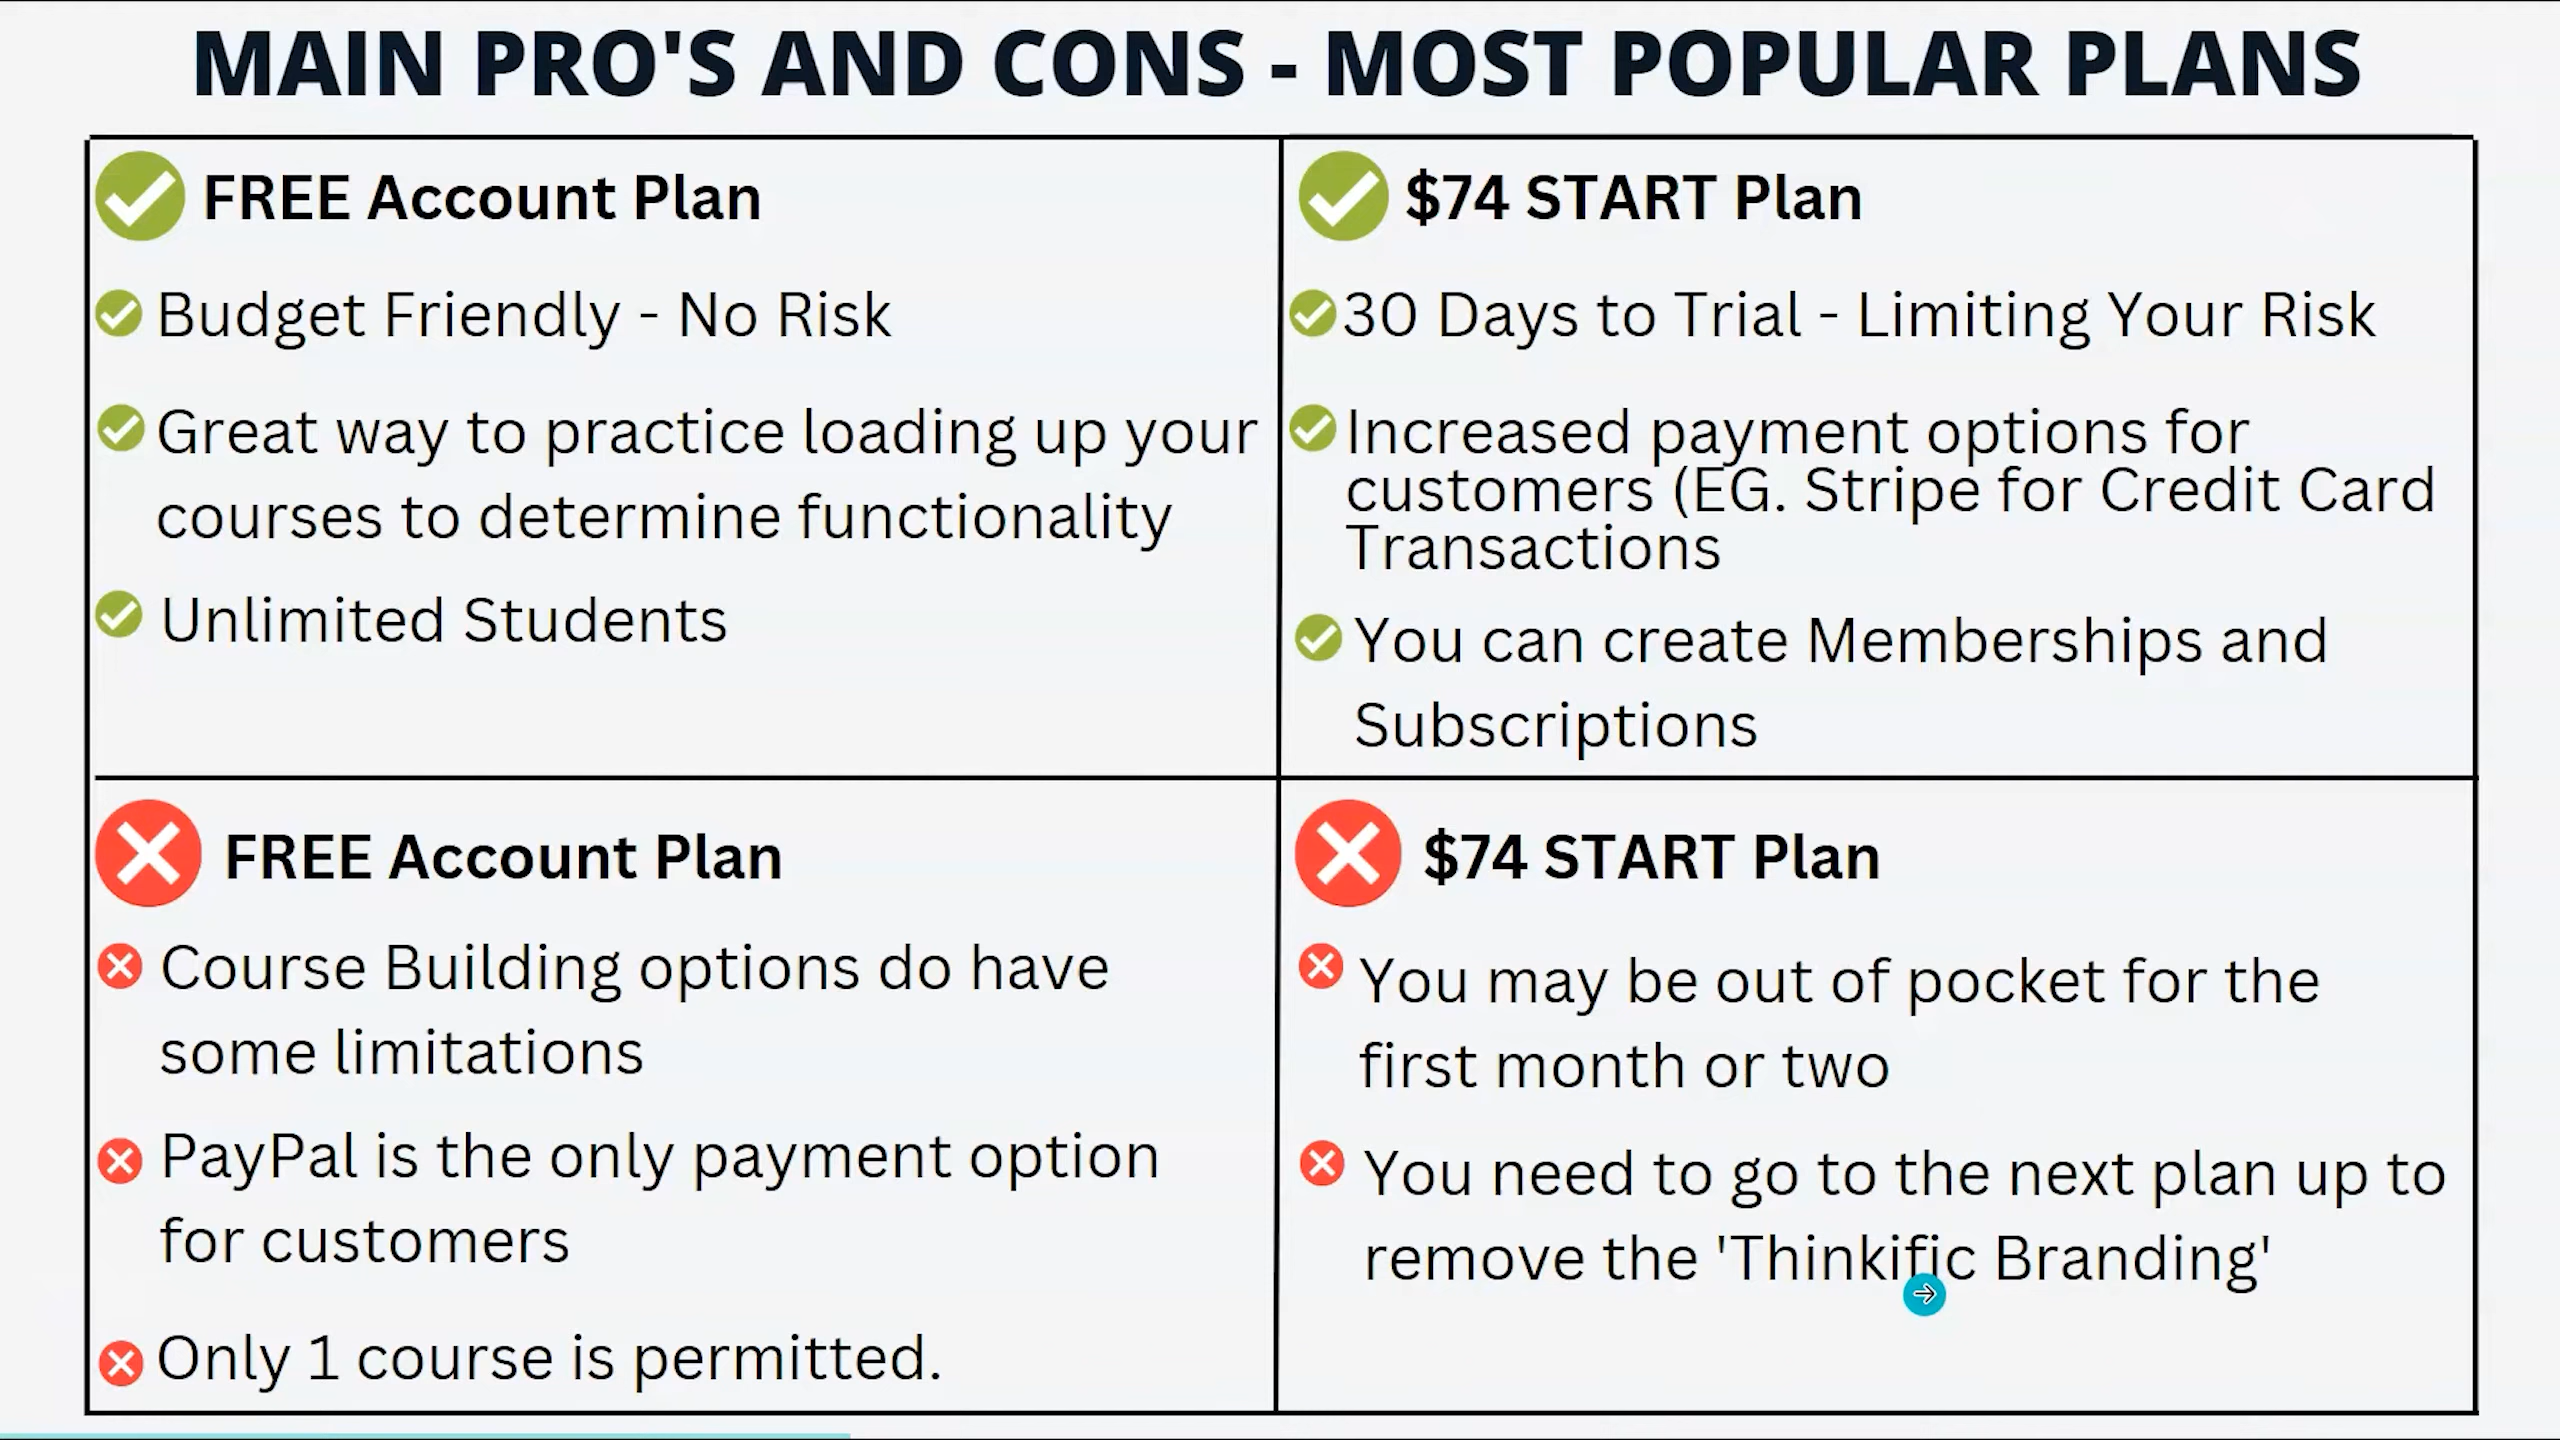 MAIN PRO'S AND CONS - MOST POPULAR PLANS
FREE Account Plan
Budget Friendly - No Risk
Great way to practice loading up your
courses to determine functionality
Unlimited Students
$74 START Plan
30 Days to Trial - Limiting Your Risk
Increased payment options for
customers (EG. Stripe for Credit Card
Transactions
You can create Memberships and
Subscriptions
FREE Account Plan
Course Building options do have
some limitations
PayPal is the only payment option
for customers
Only 1 course is permitted.
$74 START Plan
You may be out of pocket for the
first month or two
You need to go to the next plan up to
remove the 'Thinkific Branding'